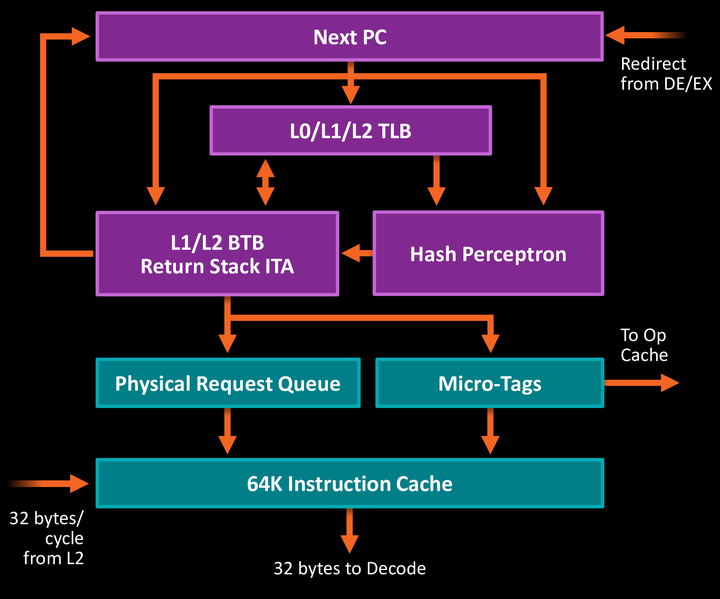 Next PC
Redirect
from DE/EX
L0/L1/L2 TLB
L1/L2 BTB
Return Stack ITA
Hash Perceptron
To Op
Cache
Physical Request Queue
Micro-Tags
64K Instruction Cache
32 bytes/
cycle
from L2
32 bytes to Decode